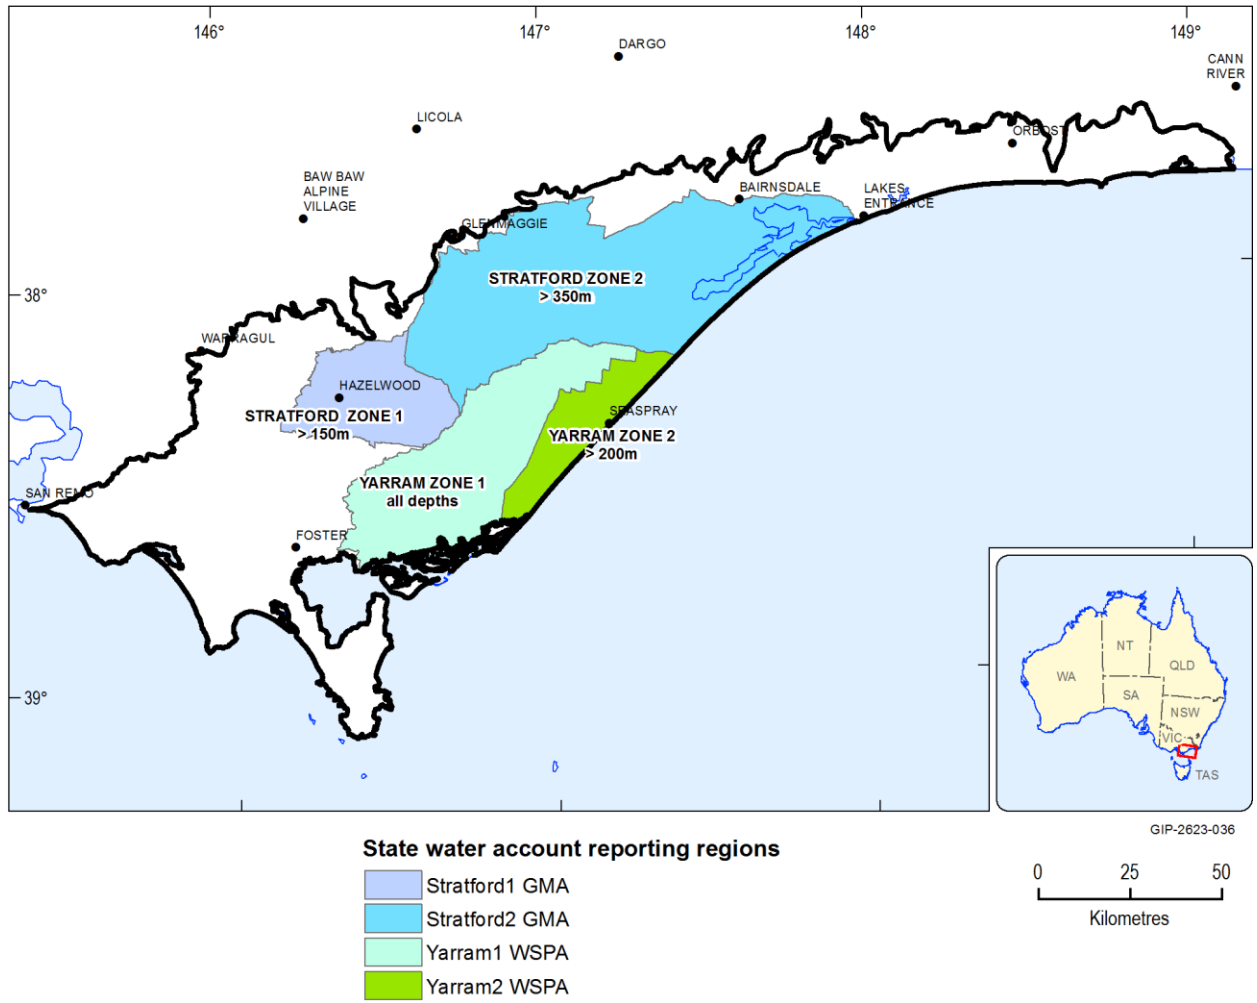 146°
147°
148°
149°
DARGO
CANN
RIVER
LICOLA
ORBOST
BAW BAW
ALPINE
VILLAGE
BAIRNSDALE
LAKES
ENTRANCE
GLENMAGGIE
STRATFORD ZONE 2
> 350m
38°
WARRAGUL
HAZELWOOD
STRATFORD ZONE 1
> 150m
SEASPRAY
YARRAM ZONE 2
> 200m
YARRAM ZONE 1
all depths
SAN REMO
FOSTER
39°
NT
QLD
WA
SA
NSW
VIC
TAS
GIP-2623-036
State water account reporting regions
Stratford1 GMA
Stratford2 GMA
Yarram1 WSPA
Yarram2 WSPA
0 25 50
Kilometres